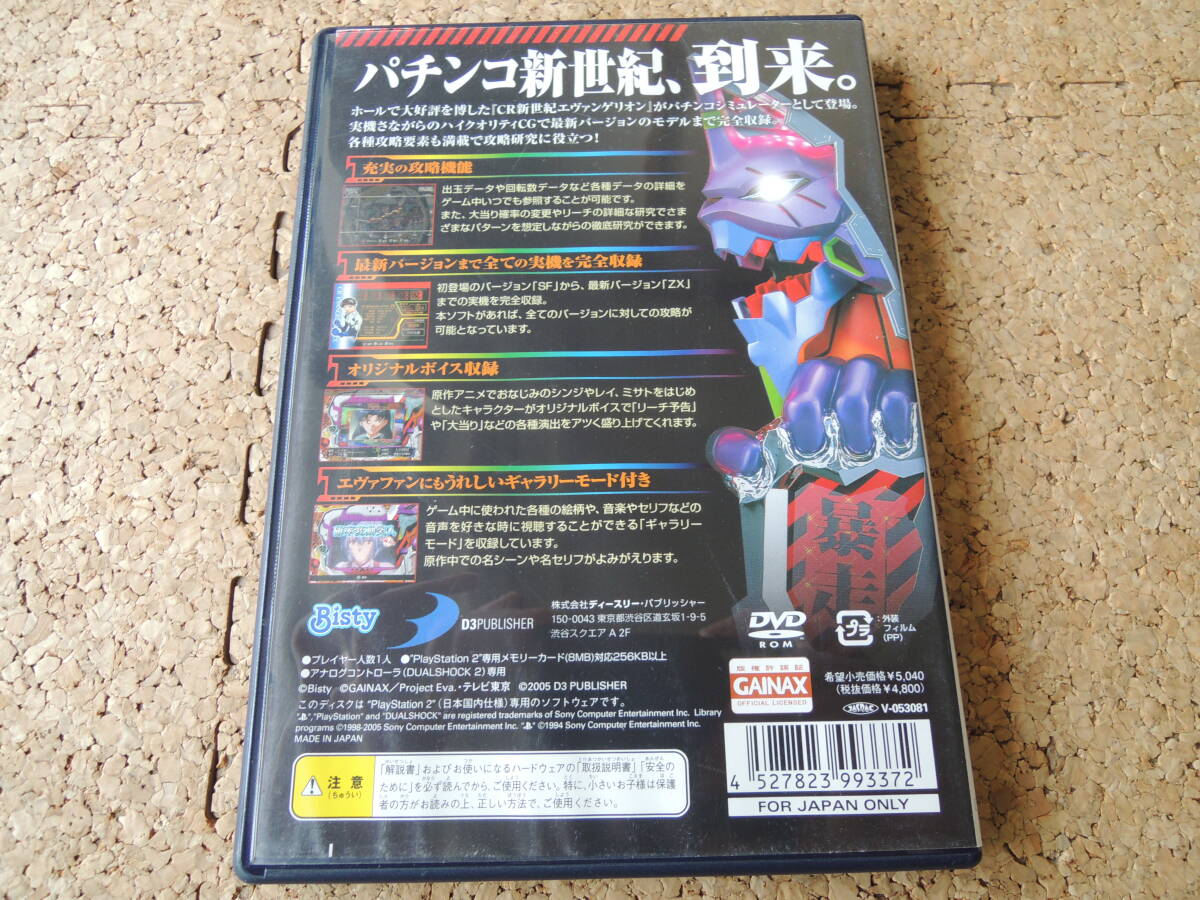 パチンコ新世紀、到来。
ホールで大好評を博した『CR新世紀エヴァンゲリオン』がパチンコシミュレーターとして登場。
実機さながらのハイクオリティCGで最新バージョンのモデルまで完全収録。
各種攻略要素も満載で攻略研究に役立つ!
充実の攻略機能
出玉データや回転数データなど各種データの詳細を
ゲーム中いつでも参照することが可能です。
また、大当り確率の変更やリーチの詳細な研究でさま
ざまなパターンを想定しながらの徹底研究ができます。
最新バージョンまで全ての実機を完全収録
初登場のバージョン「SF」から、最新バージョン「ZX」
までの実機を完全収録。
本ソフトがあれば、全てのバージョンに対しての攻略が
可能となっています。
オリジナルボイス収録
原作アニメでおなじみのシンジやレイ、ミサトをはじめ
としたキャラクターがオリジナルボイスで「リーチ予告」
や「大当り」などの各種演出をアツく盛り上げてくれます。
エヴァファンにもうれしいギャラリーモード付き
ゲーム中に使われた各種の絵柄や、音楽やセリフなどの
音声を好きな時に視聴することができる「ギャラリー
モード」を収録しています。
原作中での名シーンや名セリフがよみがえります。
暴走
Bisty
D3PUBLISHER
株式会社ディースリー・パブリッシャー
150-0043 東京都渋谷区道玄坂1-9-5
渋谷スクエア A 2F
DVD
ROM
プラ
:外装
フィルム
(PP)
●プレイヤー人数1人 ●"PlayStation 2"専用メモリーカード(8MB)対応256KB以上
●アナログコントローラ(DUALSHOCK 2)専用
©Bisty ©GAINAX/Project Eva.・テレビ東京 ©2005 D3 PUBLISHER
このディスクは "PlayStation 2" (日本国内仕様)専用のソフトウェアです。
" ", "PlayStation" and "DUALSHOCK" are registered trademarks of Sony Computer Entertainment Inc. Library
programs ©1998-2005 Sony Computer Entertainment Inc. " " ©1994 Sony Computer Entertainment Inc.
MADE IN JAPAN
版権許諾証
GAINAX
OFFICIAL LICENSED
希望小売価格¥5,040
(税抜価格¥4,800)
V-053081
注意
(ちゅうい)
「解説書」およびお使いになるハードウェアの「取扱説明書」「安全の
ために」を必ず読んでから、ご使用ください。特に、小さいお子様は保護
者の方がお読みの上、正しい方法で、ご使用ください。
4 527823 993372
FOR JAPAN ONLY